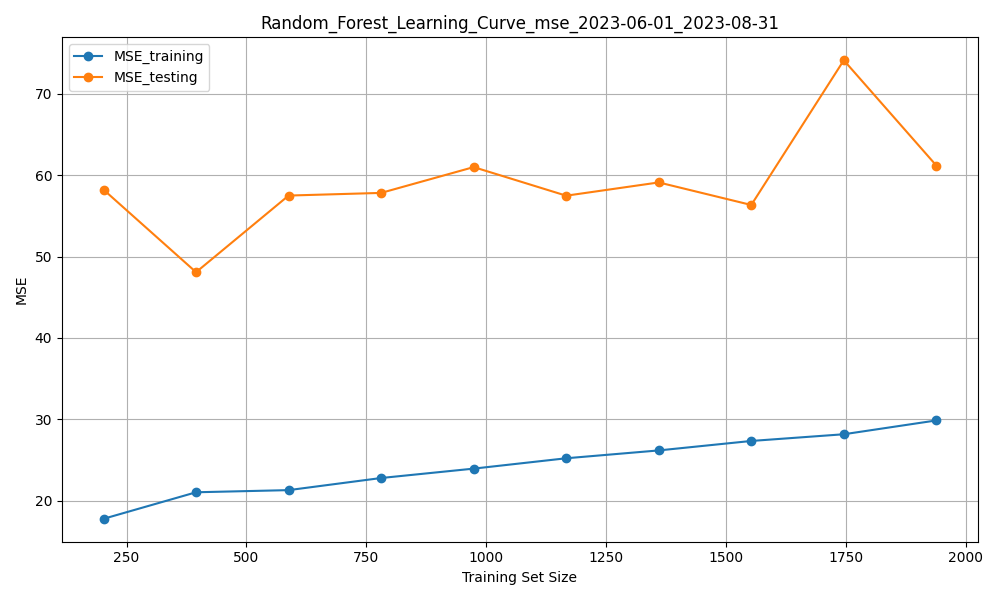 Random_Forest_Learning_Curve_mse_2023-06-01_2023-08-31
MSE_training
MSE_testing
MSE
70
60
50
40
30
20
250 500 750 1000 1250 1500 1750 2000
Training Set Size